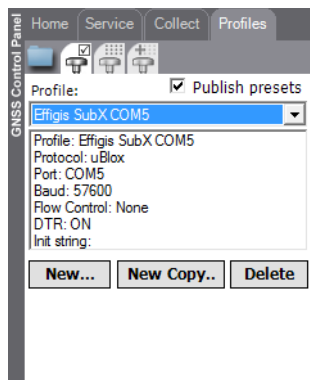 GNSS Control Panel
Home Service Collect Profiles
Profile: Publish presets
Effigis SubX COM5
Profile: Effigis SubX COM5
Protocol: uBlox
Port: COM5
Baud: 57600
Flow Control: None
DTR: ON
Init string:
New... New Copy.. Delete